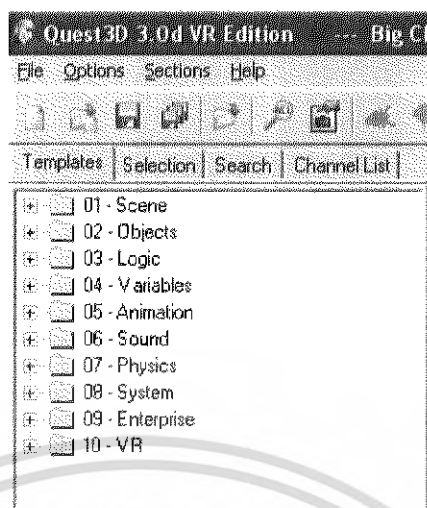 Quest3D 3.0d VR Edition --- Big Cl
File Options Sections Help
Templates Selection Search Channel List
01 - Scene
02 - Objects
03 - Logic
04 - Variables
05 - Animation
06 - Sound
07 - Physics
08 - System
09 - Enterprise
10 - VR